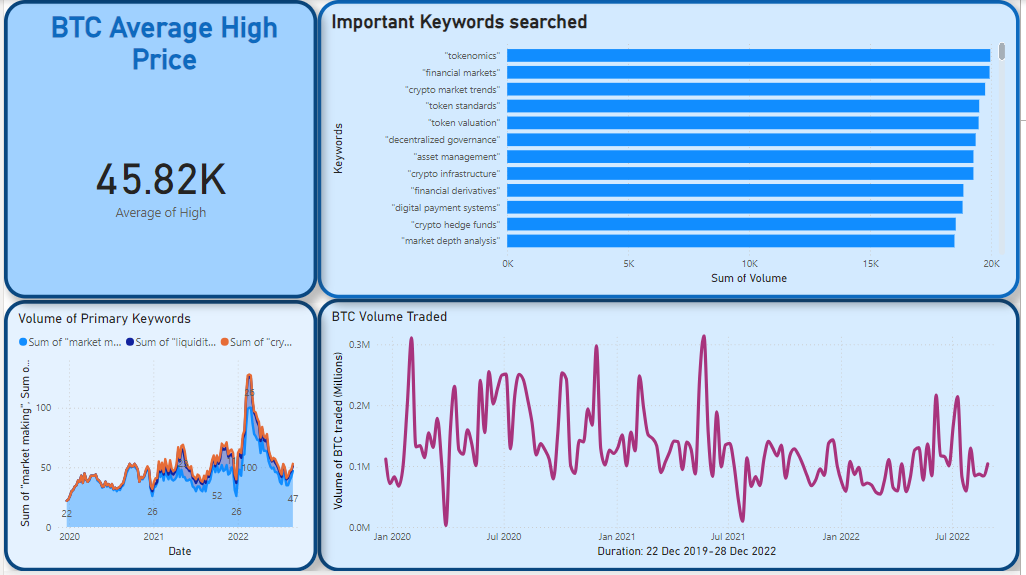 BTC Average High
Price
45.82K
Average of High
Important Keywords searched
Keywords
"tokenomics"
"financial markets"
"crypto market trends"
"token standards"
"token valuation"
"decentralized governance"
"asset management"
"crypto infrastructure"
"financial derivatives"
"digital payment systems"
"crypto hedge funds"
"market depth analysis"
0K 5K 10K 15K 20K
Sum of Volume
Volume of Primary Keywords
Sum of "market m... Sum of "liquidit... Sum of "cry...
Sum of "market making", Sum o...
100
50
0
22
26
52
26
25
100
47
2020 2021 2022
Date
BTC Volume Traded
Volume of BTC traded (Millions)
0.3M
0.2M
0.1M
0.0M
Jan 2020 Jul 2020 Jan 2021 Jul 2021 Jan 2022 Jul 2022
Duration: 22 Dec 2019-28 Dec 2022